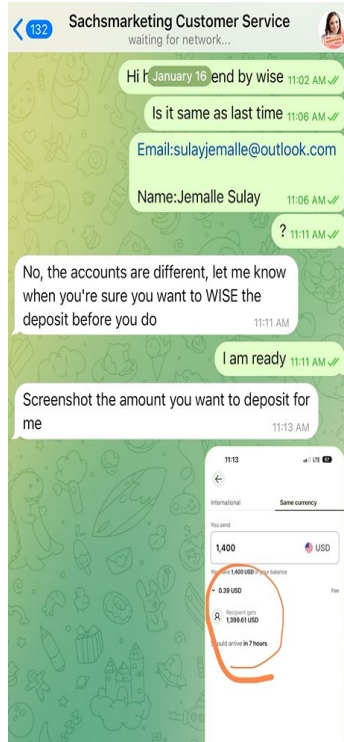 132
Sachsmarketing Customer Service
waiting for network...
January 16
Hi end by wise 11:02 AM
Is it same as last time 11:06 AM
Email:sulayjemalle@outlook.com
Name:Jemalle Sulay 11:06 AM
? 11:11 AM
No, the accounts are different, let me know
when you're sure you want to WISE the
deposit before you do
11:11 AM
I am ready 11:11 AM
Screenshot the amount you want to deposit for
me
11:13 AM
11:13
LTE
International Same currency
You send
1,400 USD
1,400 USD in your balance
- 0.39 USD Fee
Recipient gets
1,399.61 USD
ould arrive in 7 hours